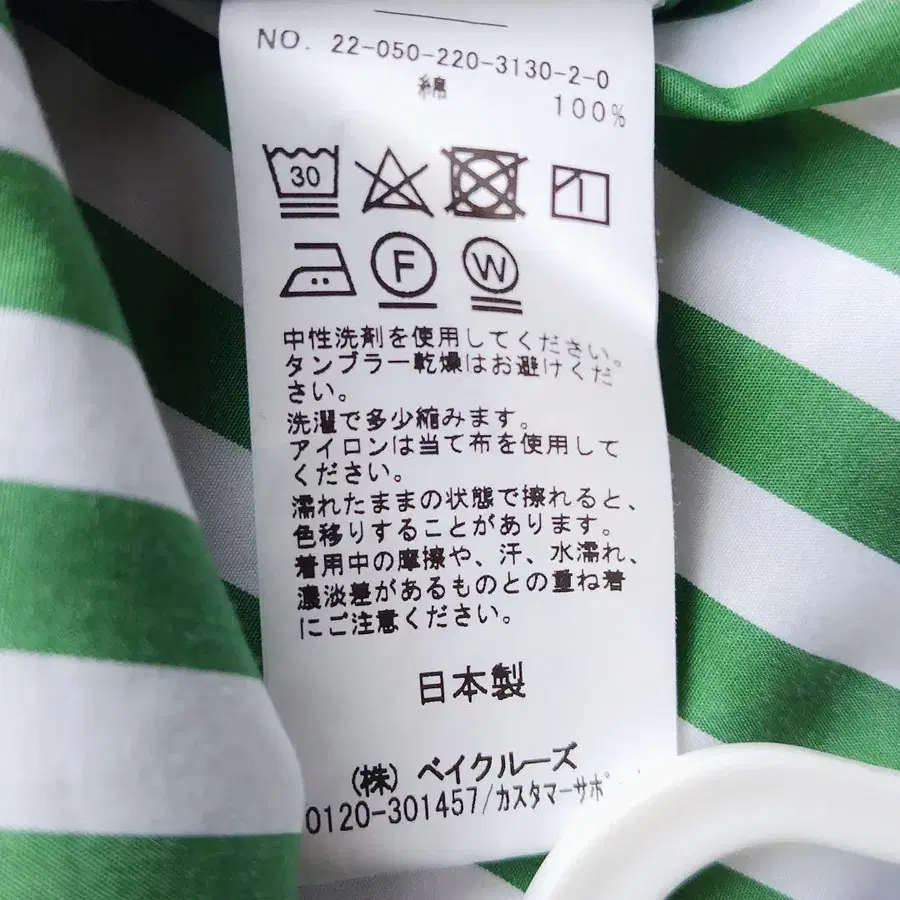 NO. 22-050-220-3130-2-0
綿 100%
30
F W
中性洗剤を使用してください。
タンブラー乾燥はお避けくだ
さい。
洗濯で多少縮みます。
アイロンは当て布を使用して
ください。
濡れたままの状態で擦れると、
色移りすることがあります。
着用中の摩擦や、汗、水濡れ、
濃淡差があるものとの重ね着
にご注意ください。
日本製
(株) ベイクルーズ
0120-301457/カスタマーサポ